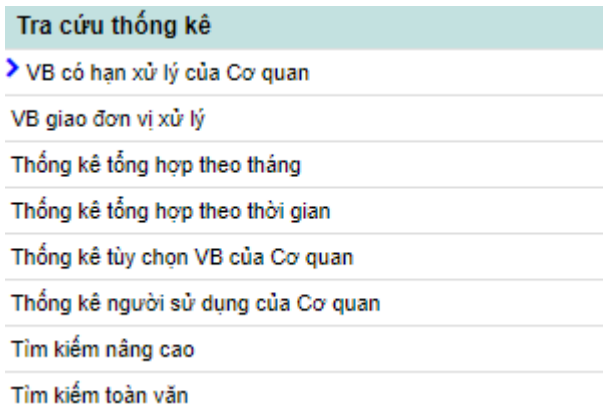 Tra cứu thống kê
VB có hạn xử lý của Cơ quan
VB giao đơn vị xử lý
Thống kê tổng hợp theo tháng
Thống kê tổng hợp theo thời gian
Thống kê tùy chọn VB của Cơ quan
Thống kê người sử dụng của Cơ quan
Tìm kiếm nâng cao
Tìm kiếm toàn văn